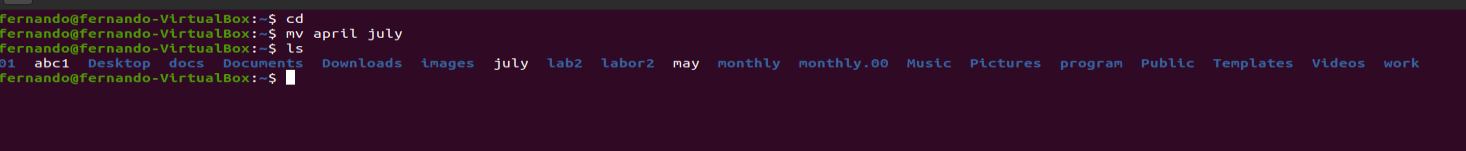 fernando@fernando-VirtualBox:~$ cd
fernando@fernando-VirtualBox:~$ mv april july
fernando@fernando-VirtualBox:~$ ls
01  abc1  Desktop  docs  Documents  Downloads  images  july  lab2  labor2  may  monthly  monthly.00  Music  Pictures  program  Public  Templates  Videos  work
fernando@fernando-VirtualBox:~$